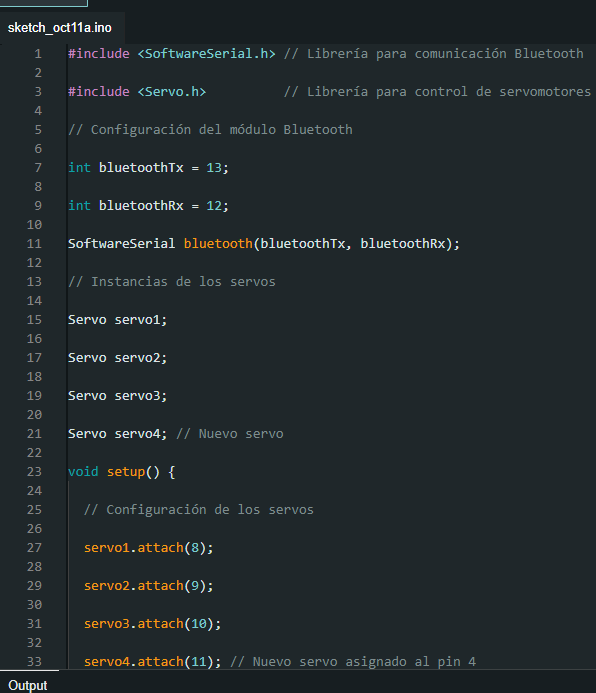 sketch_oct11a.ino
1 #include <SoftwareSerial.h> // Librería para comunicación Bluetooth
2
3 #include <Servo.h>          // Librería para control de servomotores
4
5 // Configuración del módulo Bluetooth
6
7 int bluetoothTx = 13;
8
9 int bluetoothRx = 12;
10
11 SoftwareSerial bluetooth(bluetoothTx, bluetoothRx);
12
13 // Instancias de los servos
14
15 Servo servo1;
16
17 Servo servo2;
18
19 Servo servo3;
20
21 Servo servo4; // Nuevo servo
22
23 void setup() {
24
25   // Configuración de los servos
26
27   servo1.attach(8);
28
29   servo2.attach(9);
30
31   servo3.attach(10);
32
33   servo4.attach(11); // Nuevo servo asignado al pin 4
Output